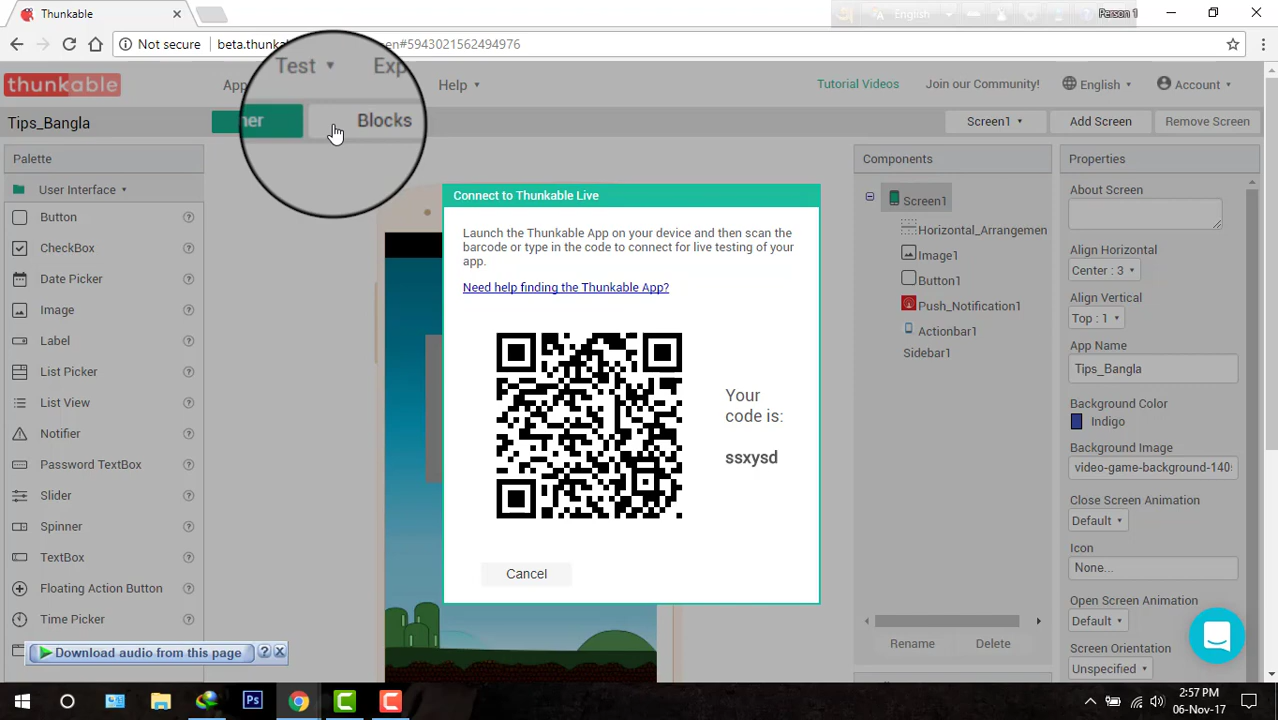 Thunkable
English
Person 1
Not secure
beta.thunka
en#5943021562494976
thunkable
App
Test
Exp
Help
Tutorial Videos
Join our Community!
English
Account
Tips_Bangla
ner
Blocks
Screen1
Add Screen
Remove Screen
Palette
User Interface
Button
CheckBox
Date Picker
Image
Label
List Picker
List View
Notifier
Password TextBox
Slider
Spinner
TextBox
Floating Action Button
Time Picker
Connect to Thunkable Live
Launch the Thunkable App on your device and then scan the
barcode or type in the code to connect for live testing of your
app.
Need help finding the Thunkable App?
Your
code is:
ssxysd
Cancel
Components
Screen1
Horizontal_Arrangemen
Image1
Button1
Push_Notification1
Actionbar1
Sidebar1
Rename
Delete
Properties
About Screen
Align Horizontal
Center : 3
Align Vertical
Top : 1
App Name
Tips_Bangla
Background Color
Indigo
Background Image
video-game-background-140
Close Screen Animation
Default
Icon
None...
Open Screen Animation
Default
Screen Orientation
Unspecified
Download audio from this page
Ps
2:57 PM
06-Nov-17